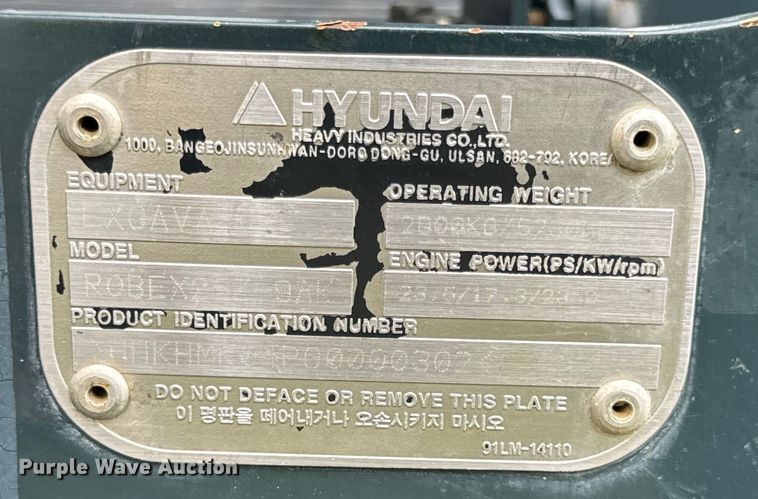 HYUNDAI
HEAVY INDUSTRIES CO.,LTD.
1000, BANGEOJINSUNHWAN-DORO DONG-GU, ULSAN, 682-792, KOREA
EQUIPMENT
OPERATING WEIGHT
MODEL
ENGINE POWER(PS/KW/rpm)
PRODUCT IDENTIFICATION NUMBER
DO NOT DEFACE OR REMOVE THIS PLATE
이 명판을 떼어내거나 오손시키지 마시오
91LM-14110
Purple Wave Auction